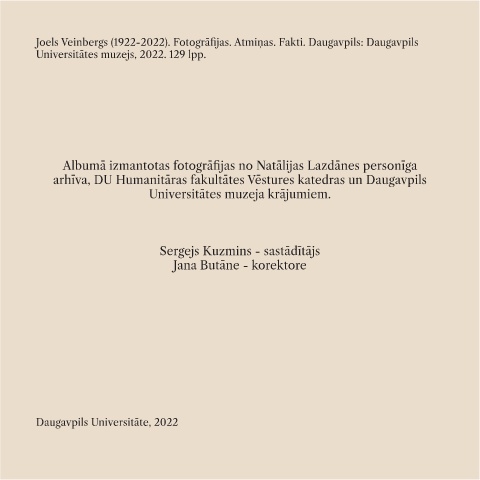 Joels Veinbergs (1922-2022). Fotogrāfijas. Atmiņas. Fakti. Daugavpils: Daugavpils
Universitātes muzejs, 2022. 129 lpp.
Albumā izmantotas fotogrāfijas no Natālijas Lazdānes personīga
arhīva, DU Humanitāras fakultātes Vēstures katedras un Daugavpils
Universitātes muzeja krājumiem.
Sergejs Kuzmins - sastādītājs
Jana Butāne - korektore
Daugavpils Universitāte, 2022